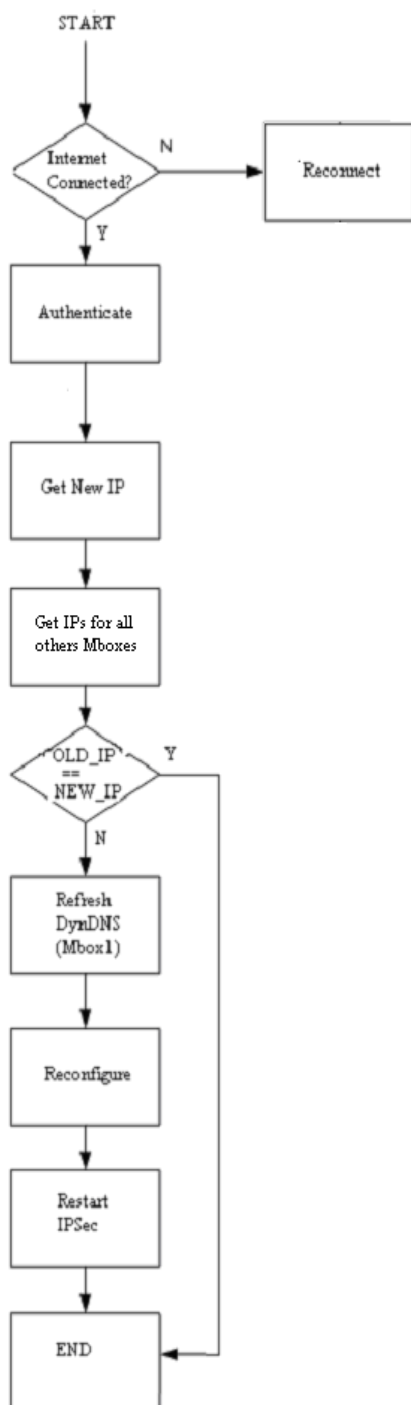 START
Internet
Connected?
N
Reconnect
Y
Authenticate
Get New IP
Get IPs for all
others Mboxes
OLD_IP
==
NEW_IP
Y
N
Refresh
DynDNS
(Mbox1)
Reconfigure
Restart
IPSec
END